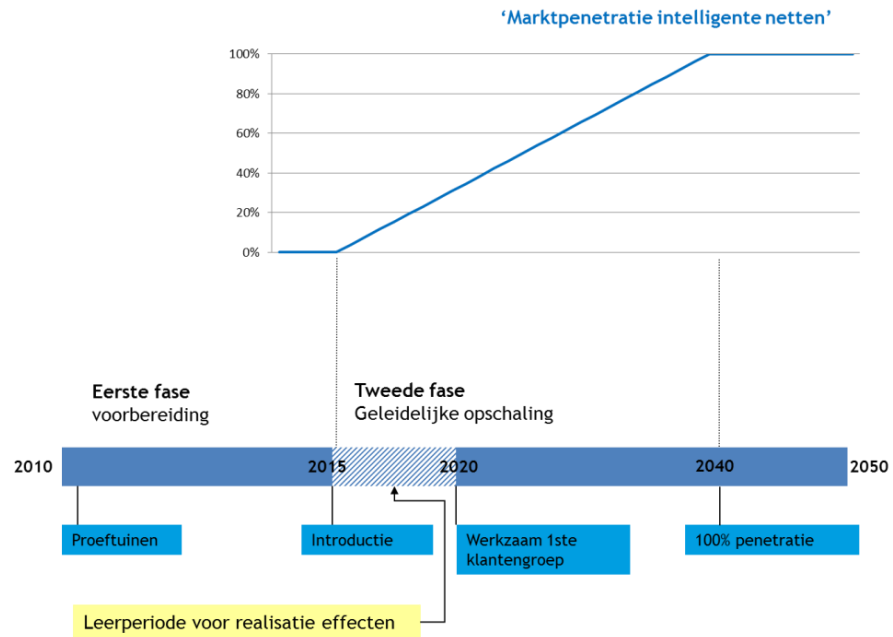 ‘Marktpenetratie intelligente netten’
100%
80%
60%
40%
20%
0%
Eerste fase
voorbereiding
Tweede fase
Geleidelijke opschaling
2010
2015
2020
2040
2050
Proeftuinen
Introductie
Werkzaam 1ste
klantengroep
100% penetratie
Leerperiode voor realisatie effecten